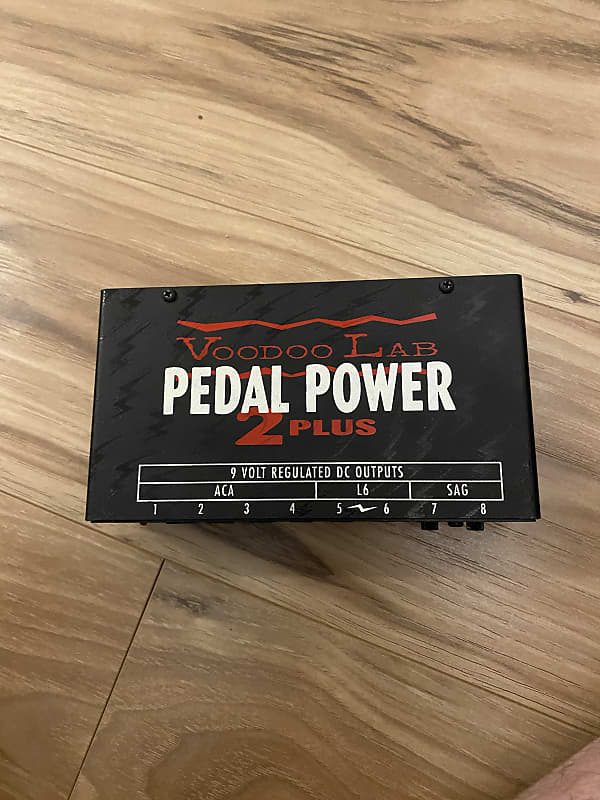 VOODOO LAB
PEDAL POWER
2 PLUS
9 VOLT REGULATED DC OUTPUTS
ACA L6 SAG
1 2 3 4 5 6 7 8